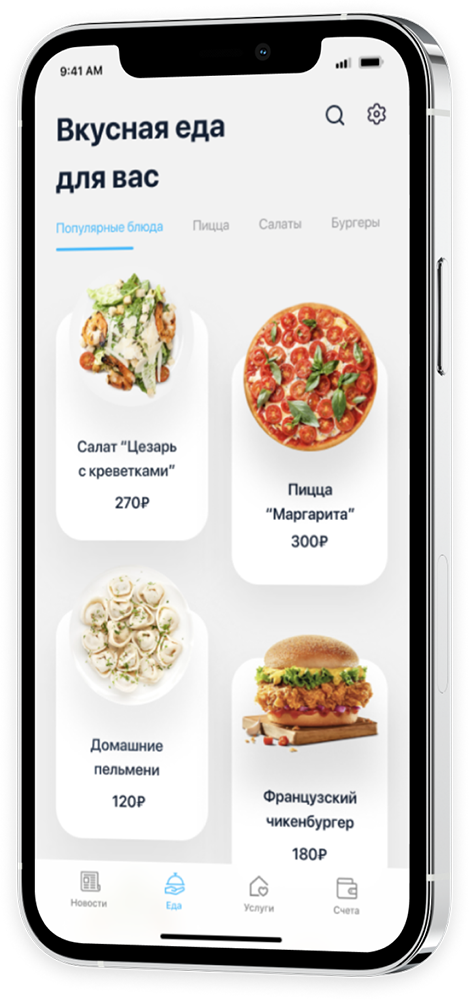 9:41 AM
Вкусная еда
для вас
Популярные блюда Пицца Салаты Бургеры
Салат “Цезарь
с креветками”
270₽
Пицца
“Маргарита”
300₽
Домашние
пельмени
120₽
Французский
чикенбургер
180₽
Новости Еда Услуги Счета